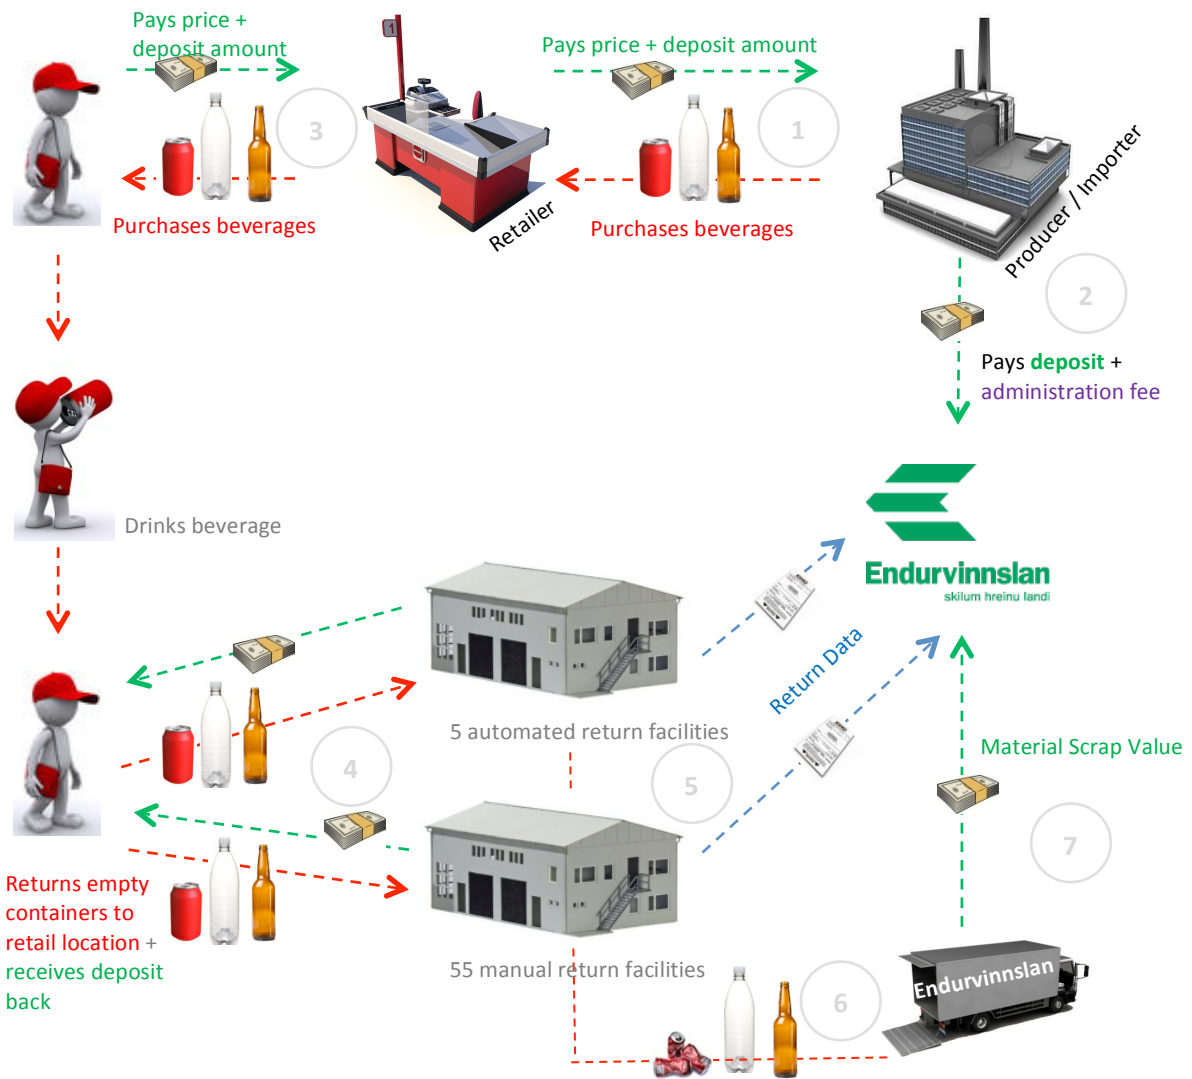 Pays price +
deposit amount
1
3
Purchases beverages
Retailer
Pays price + deposit amount
1
Purchases beverages
Producer / Importer
2
Pays deposit +
administration fee
Drinks beverage
Endurvinnslan
skilum hreinu landi
Return Data
5 automated return facilities
4
5
Material Scrap Value
7
Returns empty
containers to
retail location +
receives deposit
back
55 manual return facilities
6
Endurvinnslan